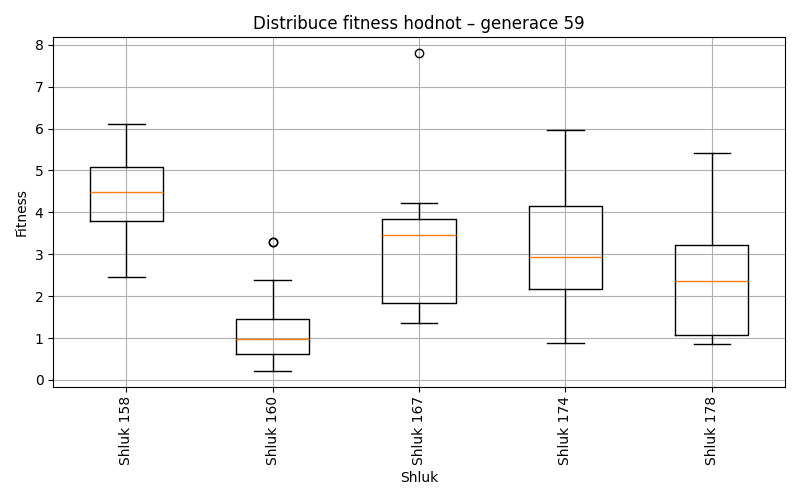 Distribuce fitness hodnot – generace 59
Fitness
8
7
6
5
4
3
2
1
0
Shluk 158
Shluk 160
Shluk 167
Shluk 174
Shluk 178
Shluk